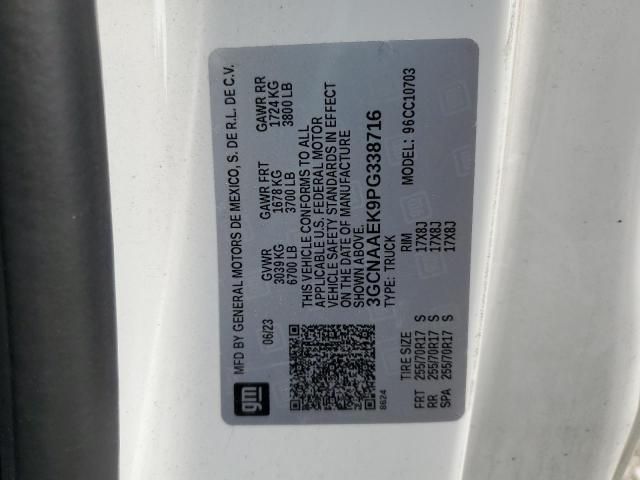 MFD BY GENERAL MOTORS DE MEXICO, S. DE R.L. DE C.V.
06/23
GVWR GAWR FRT GAWR RR
3039 KG 1678 KG 1724 KG
6700 LB 3700 LB 3800 LB
THIS VEHICLE CONFORMS TO ALL
APPLICABLE U.S. FEDERAL MOTOR
VEHICLE SAFETY STANDARDS IN EFFECT
ON THE DATE OF MANUFACTURE
SHOWN ABOVE.
3GCNAAEK9PG338716
TYPE: TRUCK MODEL: 96CC10703
gm
8624
TIRE SIZE RIM
FRT 255/70R17 S 17X8J
RR 255/70R17 S 17X8J
SPA 255/70R17 S 17X8J